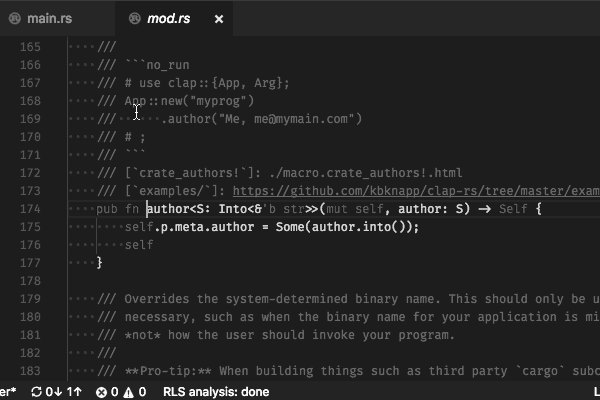 main.rs
mod.rs ×
165 ///
166 /// ```no_run
167 /// # use clap::{App, Arg};
168 /// App::new("myprog")
169 ///      .author("Me, me@mymain.com")
170 /// # ;
171 /// ```
172 /// [`crate_authors!`]: ./macro.crate_authors!.html
173 /// [`examples/`]: https://github.com/kbknapp/clap-rs/tree/master/exam
174 pub fn author<S: Into<&'b str>>(mut self, author: S) -> Self {
175 self.p.meta.author = Some(author.into());
176 self
177 }
178
179 /// Overrides the system-determined binary name. This should only be u
180 /// necessary, such as when the binary name for your application is mi
181 /// *not* how the user should invoke your program.
182 ///
183 /// **Pro-tip:** When building things such as third party `cargo` subc
er* 0↓ 1↑ 0 0 RLS analysis: done L